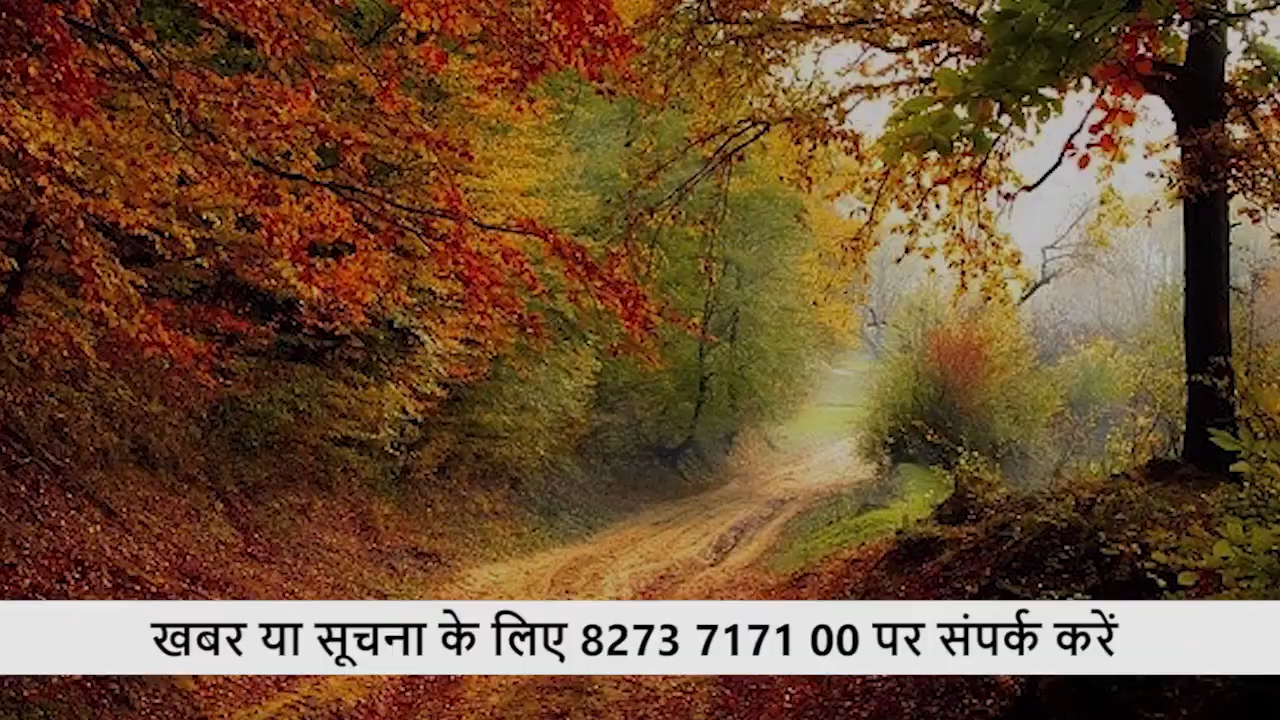 खबर या सूचना के लिए 8273 7171 00 पर संपर्क करें